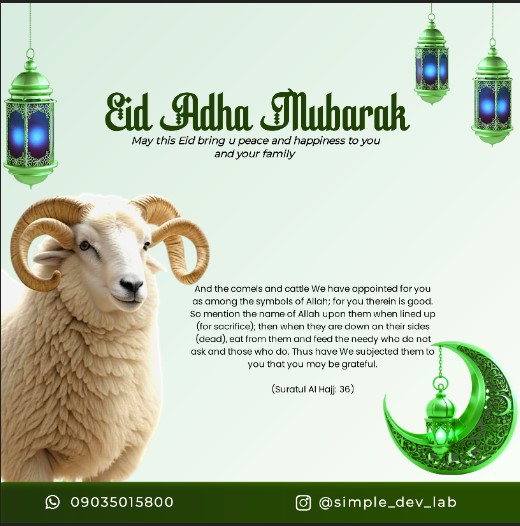 Eid Adha Mubarak
May this Eid bring u peace and happiness to you
and your family
And the camels and cattle We have appointed for you
as among the symbols of Allah; for you therein is good.
So mention the name of Allah upon them when lined up
(for sacrifice); then when they are down on their sides
(dead), eat from them and feed the needy who do not
ask and those who do. Thus have We subjected them to
you that you may be grateful.
(Suratul Al Hajj: 36)
09035015800
@simple_dev_lab